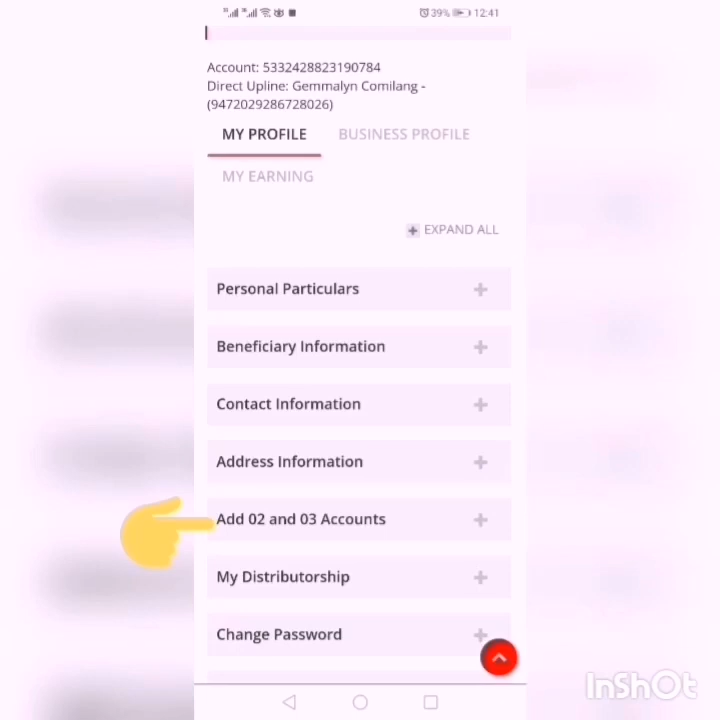 39% 12:41
Account: 5332428823190784
Direct Upline: Gemmalyn Comilang -
(9472029286728026)
MY PROFILE BUSINESS PROFILE
MY EARNING
EXPAND ALL
Personal Particulars
Beneficiary Information
Contact Information
Address Information
Add 02 and 03 Accounts
My Distributorship
Change Password
InShOt